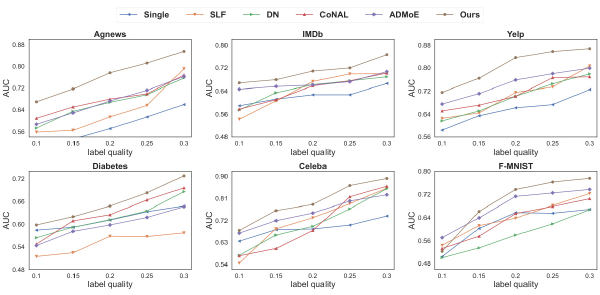 Single SLF DN CoNAL ADMoE Ours
Agnews IMDb Yelp
0.88 0.80 0.88
0.80 0.72 0.80
0.72 0.64 0.72
0.64 0.56 0.64
0.56 0.48 0.56
AUC AUC AUC
0.1 0.15 0.2 0.25 0.3 0.1 0.15 0.2 0.25 0.3 0.1 0.15 0.2 0.25 0.3
label quality label quality label quality
Diabetes Celeba F-MNIST
0.72 0.90 0.80
0.66 0.81 0.72
0.60 0.72 0.64
0.54 0.63 0.56
0.48 0.54 0.48
AUC AUC AUC
0.1 0.15 0.2 0.25 0.3 0.1 0.15 0.2 0.25 0.3 0.1 0.15 0.2 0.25 0.3
label quality label quality label quality